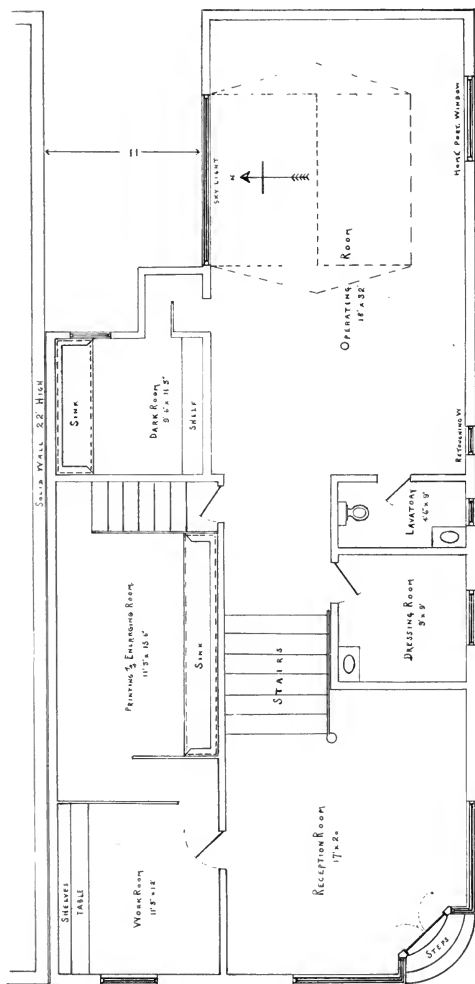 SOLID WALL 22' HIGH
11
SKY LIGHT
N
OPERATING ROOM
18' x 32'
HOME PORT. WINDOW
RETOUCHING W
SINK
DARK ROOM
9' 6" x 11' 3"
SHELF
LAVATORY
4' 6" x 9'
PRINTING & ENLARGING ROOM
11' 3" x 15' 6"
SINK
STAIRS
DRESSING ROOM
9' x 9'
SHELVES
TABLE
WORK ROOM
11' 3" x 12'
RECEPTION ROOM
17' x 20
STEPS